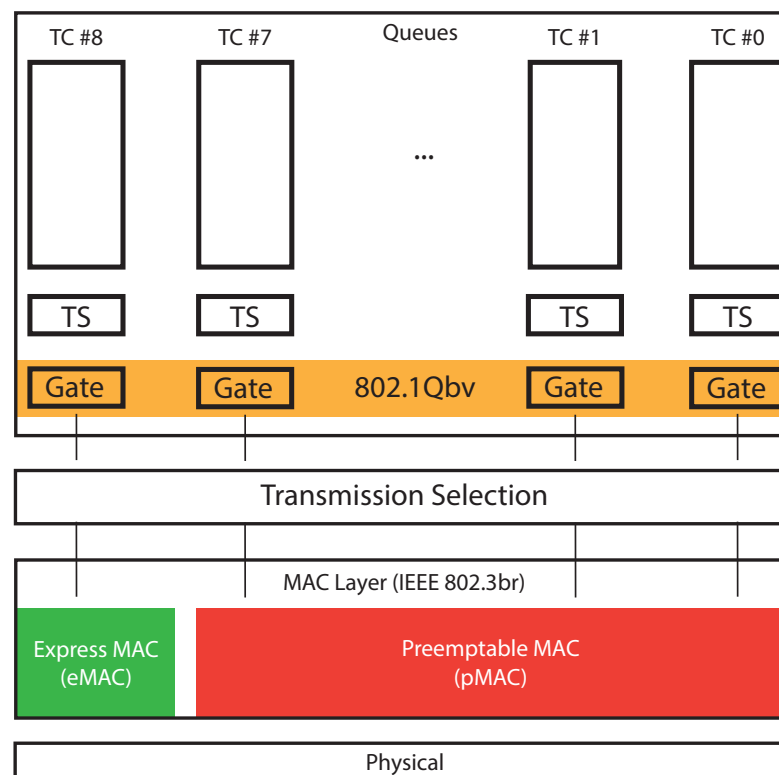 TC #8 TC #7 Queues TC #1 TC #0
...
TS TS TS TS
Gate Gate 802.1Qbv Gate Gate
Transmission Selection
MAC Layer (IEEE 802.3br)
Express MAC
(eMAC)
Preemptable MAC
(pMAC)
Physical